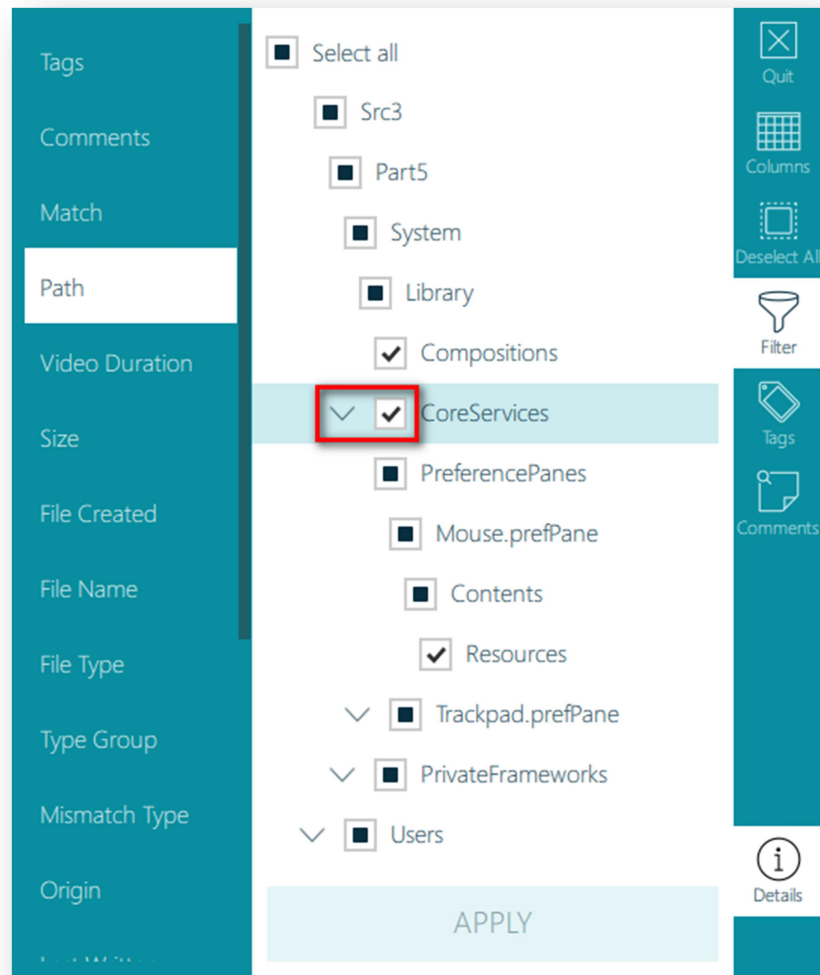 Tags
Comments
Match
Path
Video Duration
Size
File Created
File Name
File Type
Type Group
Mismatch Type
Origin
Select all
Src3
Part5
System
Library
Compositions
CoreServices
PreferencePanes
Mouse.prefPane
Contents
Resources
Trackpad.prefPane
PrivateFrameworks
Users
APPLY
Quit
Columns
Deselect All
Filter
Tags
Comments
Details